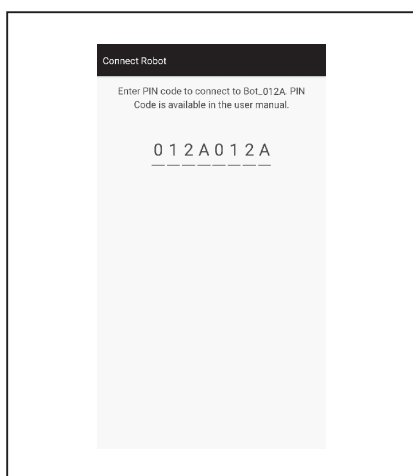 Connect Robot
Enter PIN code to connect to Bot_012A. PIN
Code is available in the user manual.
0 1 2 A 0 1 2 A